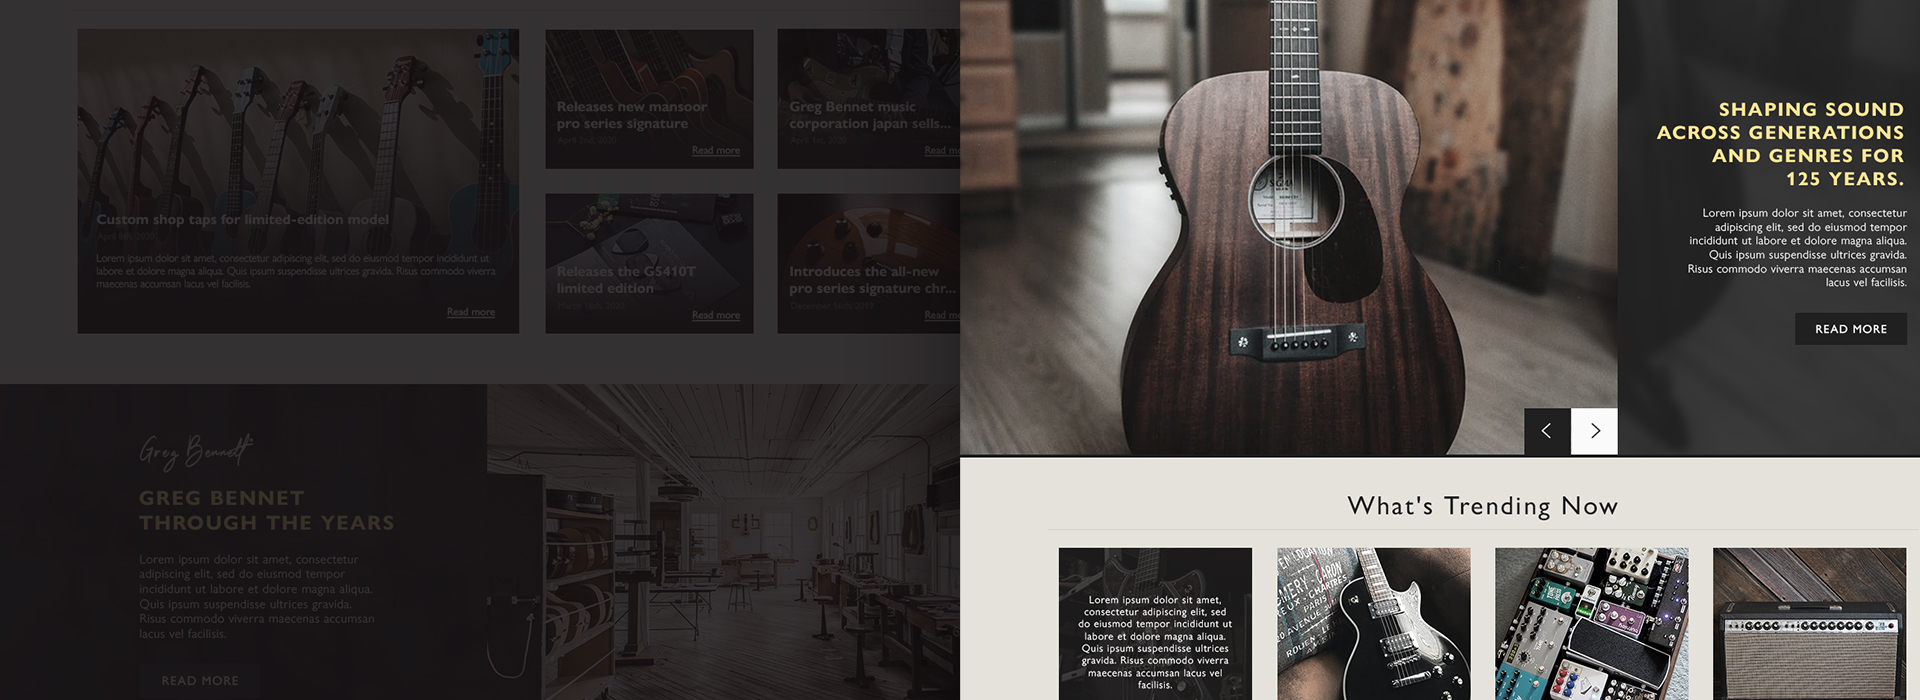 Custom shop taps for limited-edition model
April 8th, 2020
Lorem ipsum dolor sit amet, consectetur adipiscing elit, sed do eiusmod tempor incididunt ut
labore et dolore magna aliqua. Quis ipsum suspendisse ultrices gravida. Risus commodo viverra
maecenas accumsan lacus vel facilisis.
Read more
Releases new mansoor
pro series signature
April 2nd, 2020
Read more
Greg Bennet music
corporation japan sells...
April 1st, 2020
Read m
Releases the G5410T
limited edition
March 18th, 2020
Read more
Introduces the all-new
pro series signature chr...
Read m
Greg Bennett
GREG BENNET
THROUGH THE YEARS
Lorem ipsum dolor sit amet, consectetur
adipiscing elit, sed do eiusmod tempor
incididunt ut labore et dolore magna aliqua.
Quis ipsum suspendisse ultrices gravida.
Risus commodo viverra maecenas accumsan
lacus vel facilisis.
READ MORE
SHAPING SOUND
ACROSS GENERATIONS
AND GENRES FOR
125 YEARS.
Lorem ipsum dolor sit amet, consectetur
adipiscing elit, sed do eiusmod tempor
incididunt ut labore et dolore magna aliqua.
Quis ipsum suspendisse ultrices gravida.
Risus commodo viverra maecenas accumsan
lacus vel facilisis.
READ MORE
What's Trending Now
Lorem ipsum dolor sit amet,
consectetur adipiscing elit, sed
do eiusmod tempor incididunt ut
labore et dolore magna aliqua.
Quis ipsum suspendisse ultrices
gravida. Risus commodo viverra
maecenas accumsan lacus vel
facilisis.